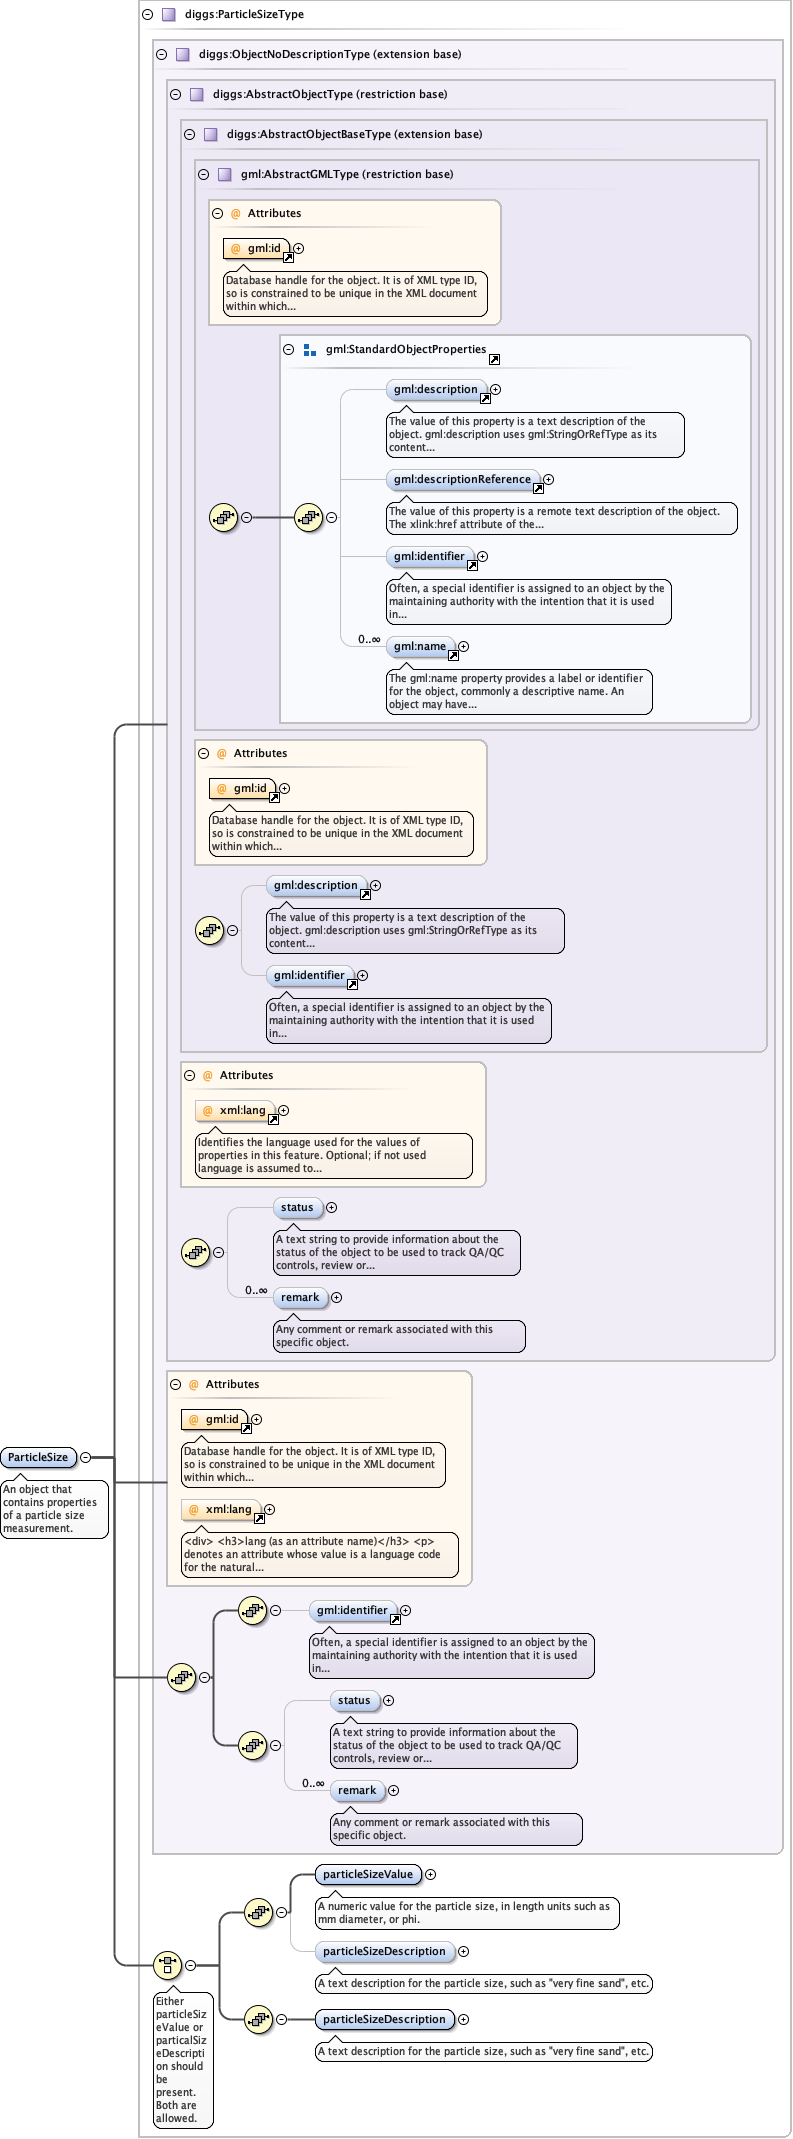 diggs:ParticleSizeType
diggs:ObjectNoDescriptionType (extension base)
diggs:AbstractObjectType (restriction base)
diggs:AbstractObjectBaseType (extension base)
gml:AbstractGMLType (restriction base)
@ Attributes
@ gml:id
Database handle for the object. It is of XML type ID,
so is constrained to be unique in the XML document
within which...
gml:StandardObjectProperties
gml:description
The value of this property is a text description of the
object. gml:description uses gml:StringOrRefType as its
content...
gml:descriptionReference
The value of this property is a remote text description of the object.
The xlink:href attribute of the...
gml:identifier
Often, a special identifier is assigned to an object by the
maintaining authority with the intention that it is used
in...
0..∞
gml:name
The gml:name property provides a label or identifier
for the object, commonly a descriptive name. An
object may have...
@ Attributes
@ gml:id
Database handle for the object. It is of XML type ID,
so is constrained to be unique in the XML document
within which...
gml:description
The value of this property is a text description of the
object. gml:description uses gml:StringOrRefType as its
content...
gml:identifier
Often, a special identifier is assigned to an object by the
maintaining authority with the intention that it is used
in...
@ Attributes
@ xml:lang
Identifies the language used for the values of
properties in this feature. Optional; if not used
language is assumed to...
status
A text string to provide information about the
status of the object to be used to track QA/QC
controls, review or...
0..∞
remark
Any comment or remark associated with this
specific object.
@ Attributes
@ gml:id
Database handle for the object. It is of XML type ID,
so is constrained to be unique in the XML document
within which...
@ xml:lang
<div> <h3>lang (as an attribute name)</h3> <p>
denotes an attribute whose value is a language code
for the natural...
ParticleSize
An object that
contains properties
of a particle size
measurement.
gml:identifier
Often, a special identifier is assigned to an object by the
maintaining authority with the intention that it is used
in...
status
A text string to provide information about the
status of the object to be used to track QA/QC
controls, review or...
0..∞
remark
Any comment or remark associated with this
specific object.
particleSizeValue
A numeric value for the particle size, in length units such as
mm diameter, or phi.
particleSizeDescription
A text description for the particle size, such as "very fine sand", etc.
particleSizeDescription
A text description for the particle size, such as "very fine sand", etc.
Either
particleSiz
eValue or
particalSiz
eDescripti
on should
be
present.
Both are
allowed.